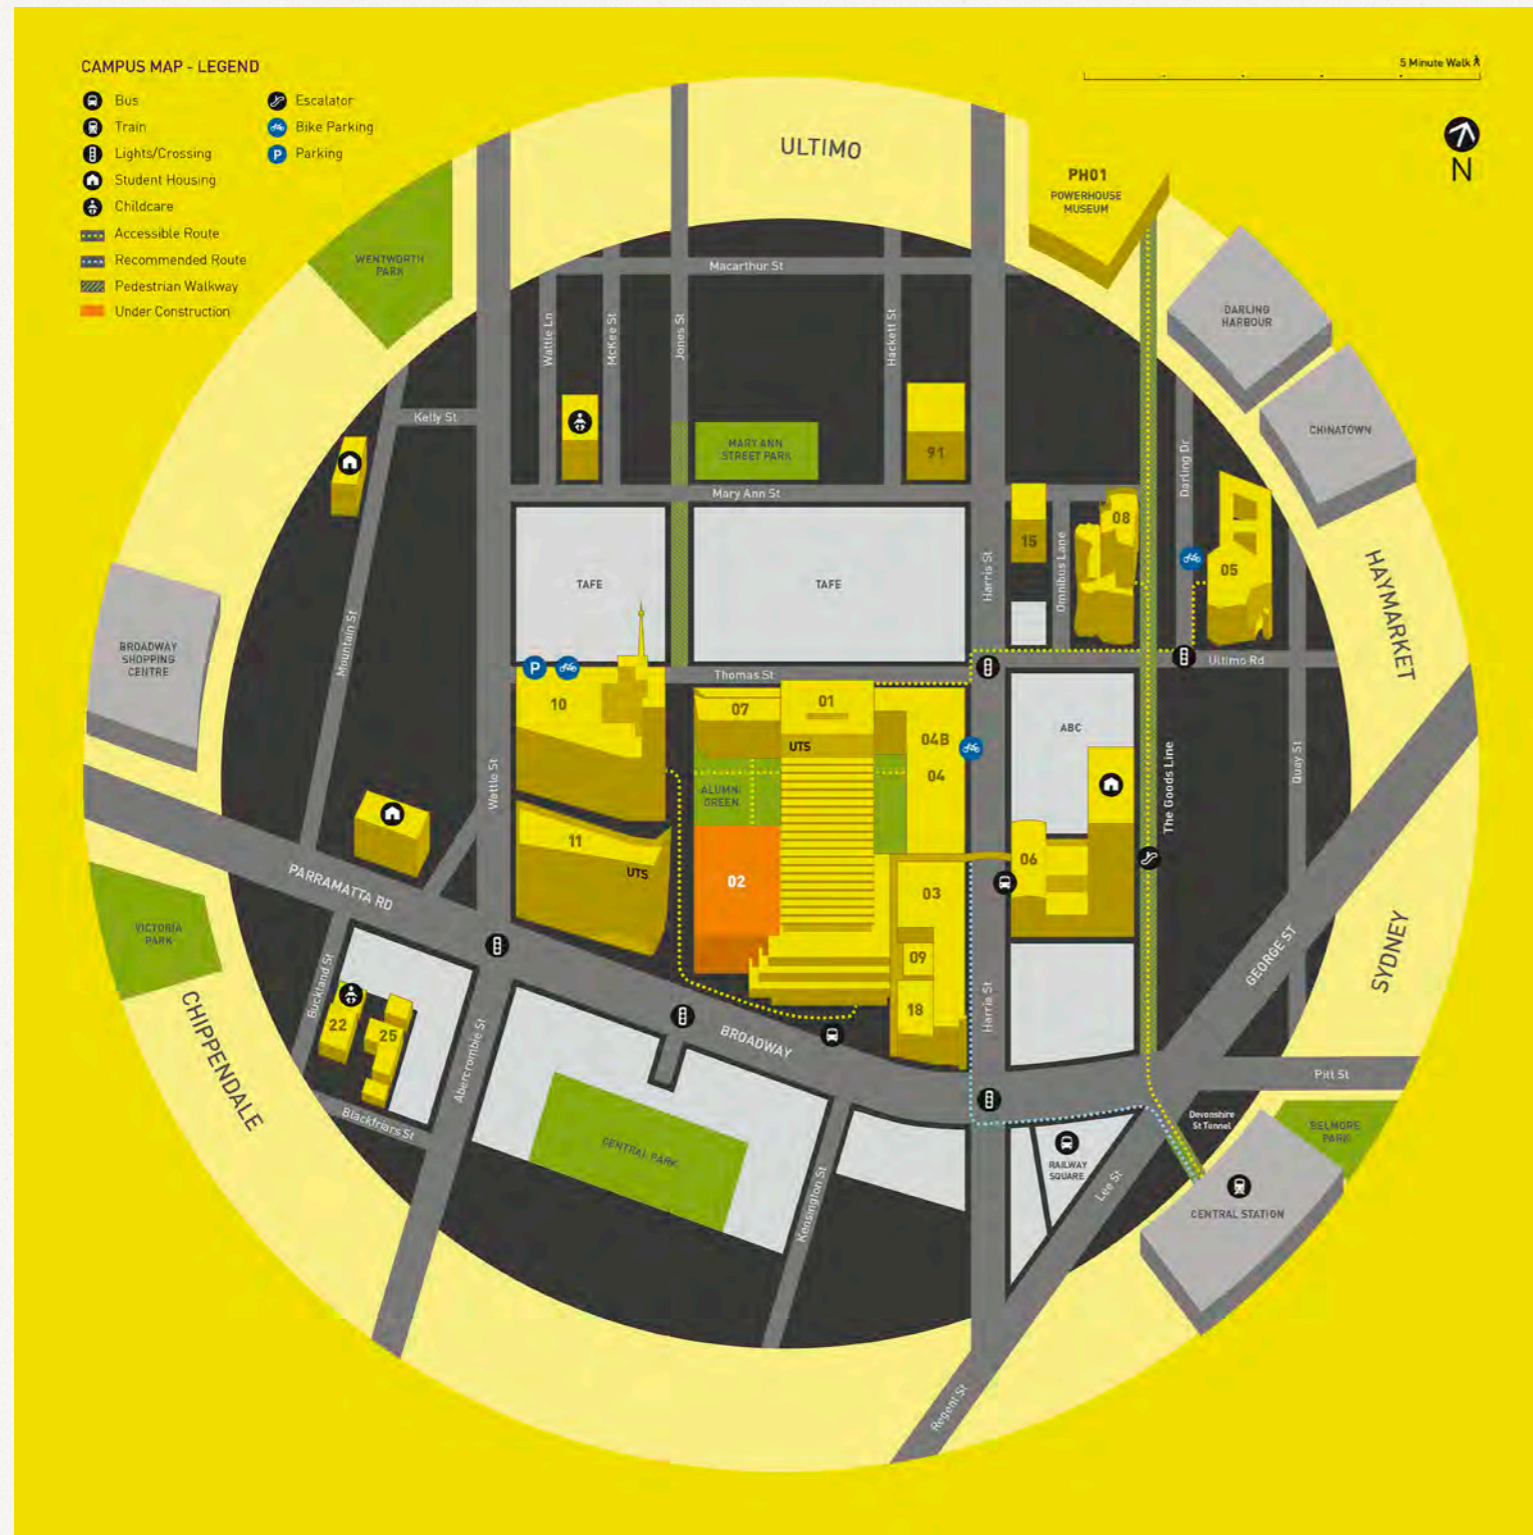 CAMPUS MAP - LEGEND
Bus
Train
Lights/Crossing
Student Housing
Childcare
Accessible Route
Recommended Route
Pedestrian Walkway
Under Construction
Escalator
Bike Parking
P Parking
5 Minute Walk
N
ULTIMO
PH01
POWERHOUSE
MUSEUM
WENTWORTH
PARK
Macarthur St
DARLING
HARBOUR
Wattle Ln
McKee St
Jones St
Hackett St
Kelly St
CHINATOWN
MARY ANN
STREET PARK
91
Darling Dr
Mary Ann St
08
15
05
Omnibus Lane
Harris St
TAFE
TAFE
HAYMARKET
Mountain St
BROADWAY
SHOPPING
CENTRE
P
Thomas St
Ultimo Rd
10
07
01
UTS
04B
04
ABC
Wattle St
The Goods Line
Quay St
ALUMNI
GREEN
11
UTS
02
06
03
PARRAMATTA RD
VICTORIA
PARK
09
18
GEORGE ST
SYDNEY
Buckland St
22
25
Abercrombie St
Harris St
BROADWAY
CHIPPENDALE
Blackfriars St
Pitt St
Devonshire
St Tunnel
BELMORE
PARK
CENTRAL PARK
Kensington St
RAILWAY
SQUARE
Lee St
CENTRAL STATION
Regent St